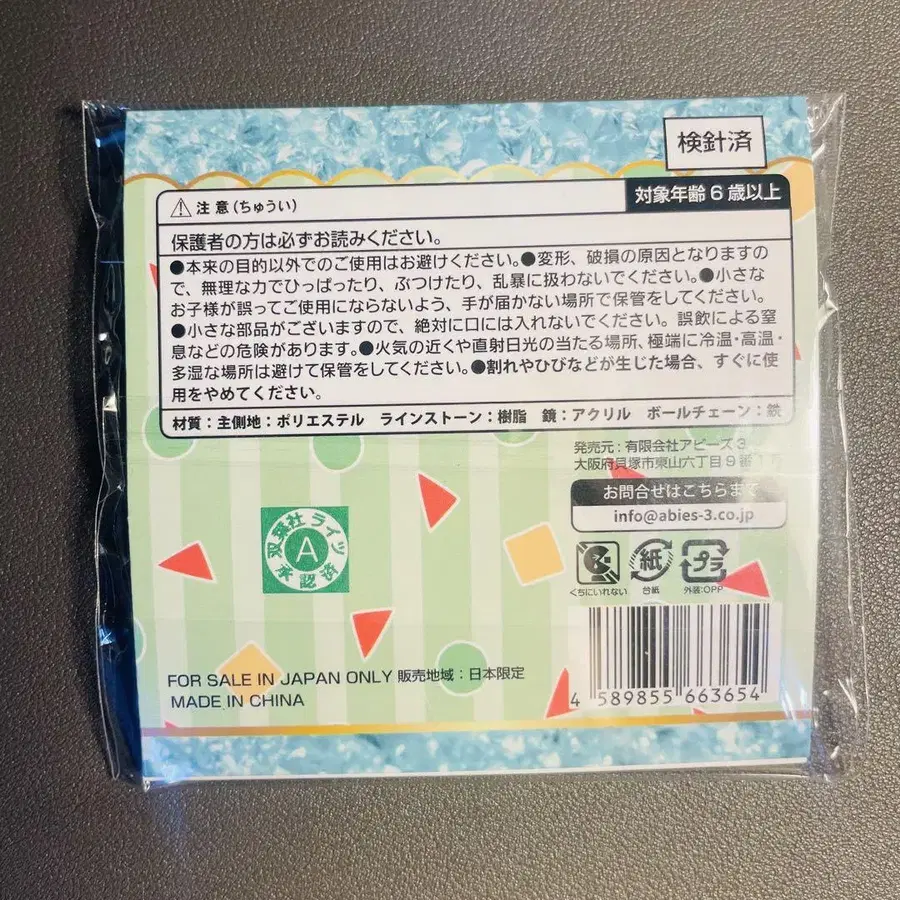 検針済
⚠注意(ちゅうい)
対象年齢6歳以上
保護者の方は必ずお読みください。
●本来の目的以外でのご使用はお避けください。●変形、破損の原因となりますの
で、無理な力でひっぱったり、ぶつけたり、乱暴に扱わないでください。●小さな
お子様が誤ってご使用にならないよう、手が届かない場所で保管をしてください。
●小さな部品がございますので、絶対に口には入れないでください。誤飲による窒
息などの危険があります。●火気の近くや直射日光の当たる場所、極端に冷温・高温・
多湿な場所は避けて保管をしてください。●割れやひびなどが生じた場合、すぐに使
用をやめてください。
材質:主側地:ポリエステル ラインストーン:樹脂 鏡:アクリル ボールチェーン:鉄
発売元:有限会社アビーズ3
大阪府貝塚市東山六丁目9番
お問合せはこちらまで
info@abies-3.co.jp
双葉社ライツ
A
承認済
くちにいれない
紙
台紙
プラ
外装:OPP
FOR SALE IN JAPAN ONLY 販売地域:日本限定
MADE IN CHINA
4 589855 663654